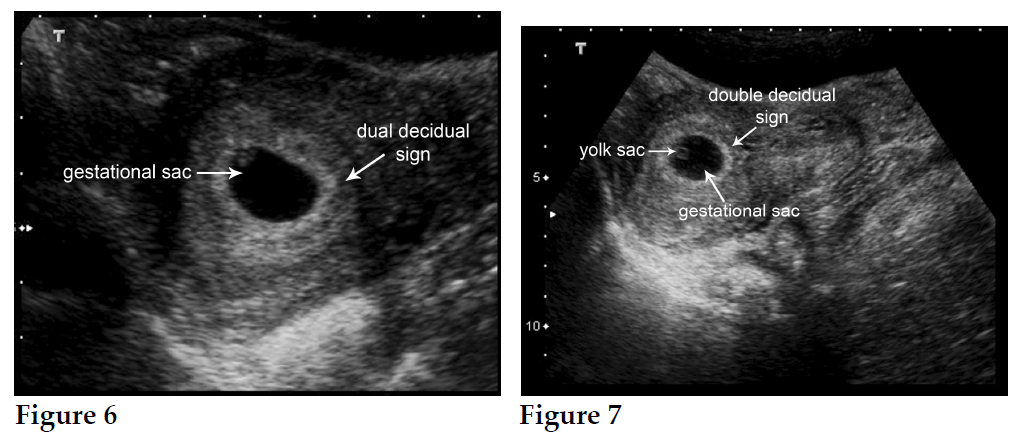 T
dual decidual
sign
gestational sac
Figure 6
T
double decidual
sign
yolk sac
5
gestational sac
10
Figure 7